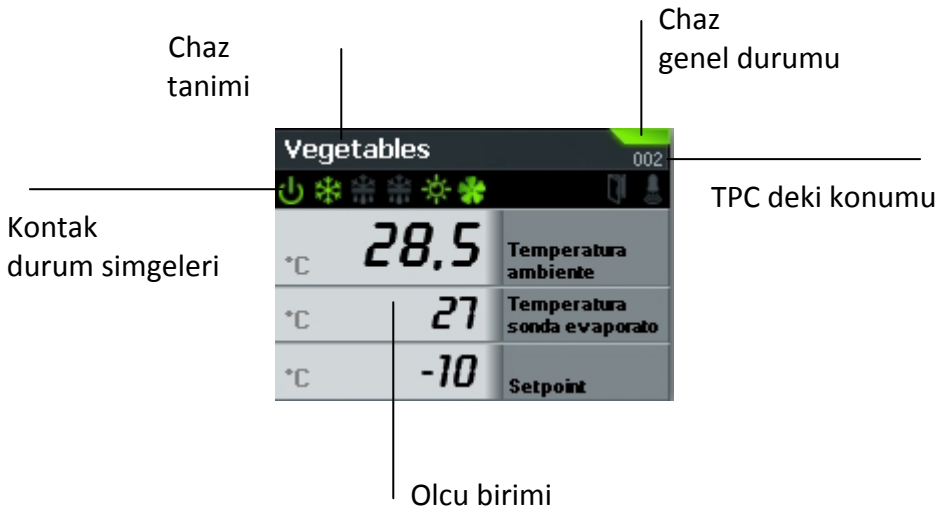 Chaz
genel durumu
Chaz
tanimi
Vegetables
002
TPC deki konumu
Kontak
durum simgeleri
°C 28.5 Temperatura
ambiente
°C 27 Temperatura
sonda evaporato
°C -10 Setpoint
Olcu birimi